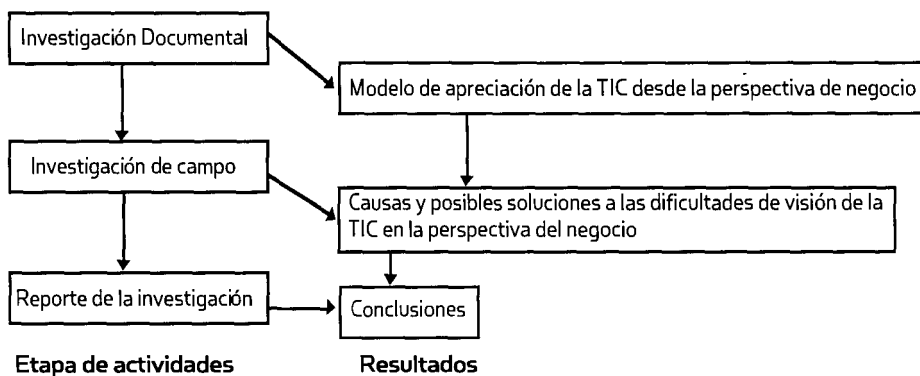 Investigación Documental
Modelo de apreciación de la TIC desde la perspectiva de negocio
Investigación de campo
Causas y posibles soluciones a las dificultades de visión de la
TIC en la perspectiva del negocio
Reporte de la investigación
Conclusiones
Etapa de actividades
Resultados